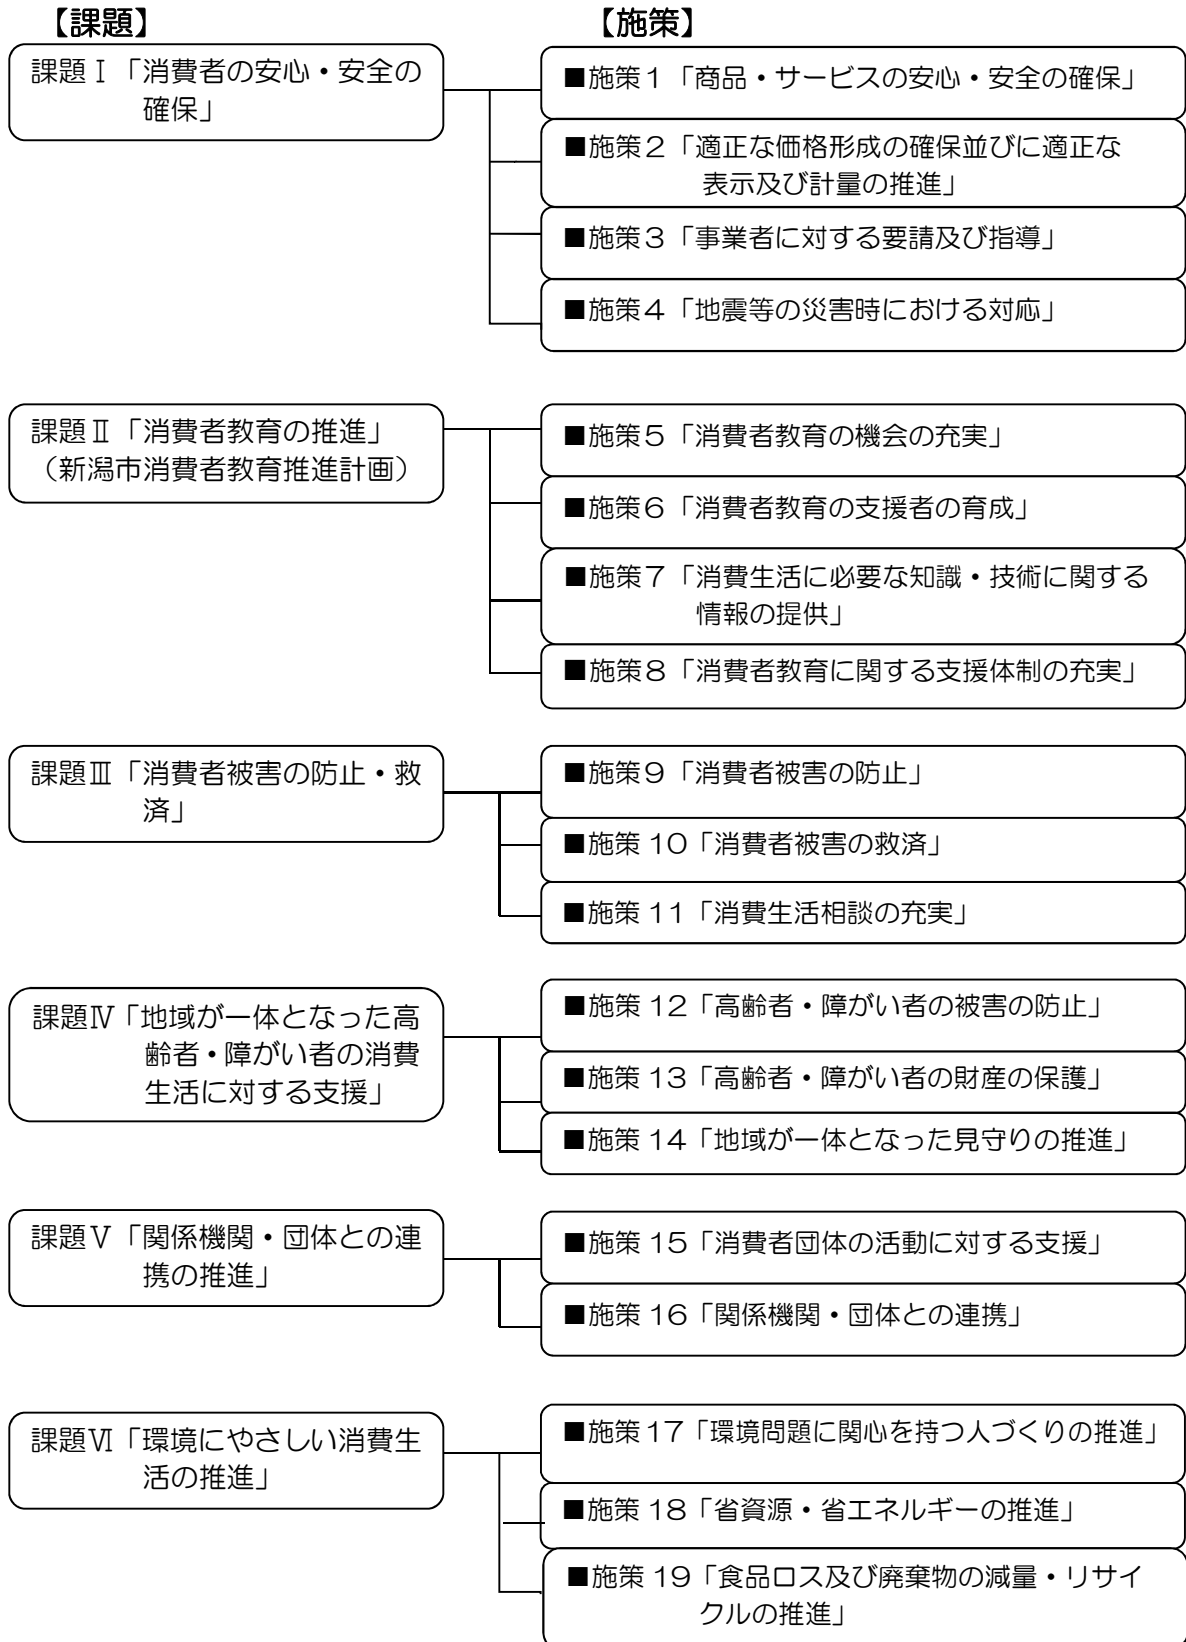 【課題】
【施策】
課題Ⅰ「消費者の安心・安全の
確保」
■施策１「商品・サービスの安心・安全の確保」
■施策２「適正な価格形成の確保並びに適正な
表示及び計量の推進」
■施策３「事業者に対する要請及び指導」
■施策４「地震等の災害時における対応」
課題Ⅱ「消費者教育の推進」
（新潟市消費者教育推進計画）
■施策５「消費者教育の機会の充実」
■施策６「消費者教育の支援者の育成」
■施策７「消費生活に必要な知識・技術に関する
情報の提供」
■施策８「消費者教育に関する支援体制の充実」
課題Ⅲ「消費者被害の防止・救
済」
■施策９「消費者被害の防止」
■施策 10「消費者被害の救済」
■施策 11「消費生活相談の充実」
課題Ⅳ「地域が一体となった高
齢者・障がい者の消費
生活に対する支援」
■施策 12「高齢者・障がい者の被害の防止」
■施策 13「高齢者・障がい者の財産の保護」
■施策 14「地域が一体となった見守りの推進」
課題Ⅴ「関係機関・団体との連
携の推進」
■施策 15「消費者団体の活動に対する支援」
■施策 16「関係機関・団体との連携」
課題Ⅵ「環境にやさしい消費生
活の推進」
■施策 17「環境問題に関心を持つ人づくりの推進」
■施策 18「省資源・省エネルギーの推進」
■施策 19「食品ロス及び廃棄物の減量・リサイ
クルの推進」